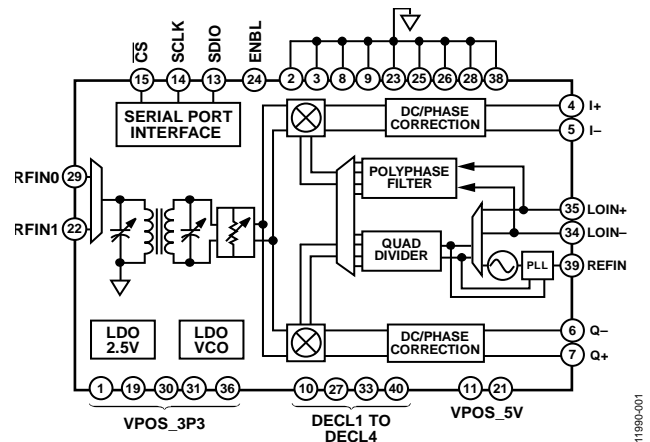 CS
SCLK
SDIO
ENBL
15
14
13
24
2
3
8
9
23
25
26
28
38
SERIAL PORT
INTERFACE
DC/PHASE
CORRECTION
4
I+
5
I–
RFIN0
29
POLYPHASE
FILTER
RFIN1
22
35
LOIN+
34
LOIN–
QUAD
DIVIDER
PLL
39
REFIN
LDO
2.5V
LDO
VCO
DC/PHASE
CORRECTION
6
Q–
7
Q+
1
19
30
31
36
10
27
33
40
11
21
VPOS_3P3
DECL1 TO
DECL4
VPOS_5V
11990-001